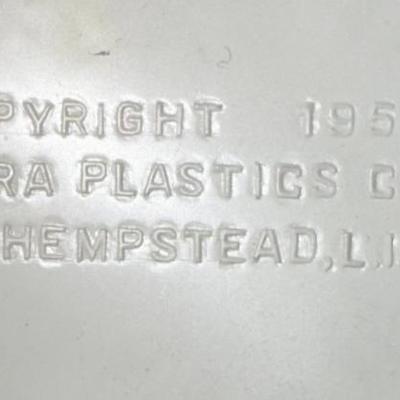 PYRIGHT 195
RA PLASTICS C
HEMPSTEAD, L.I